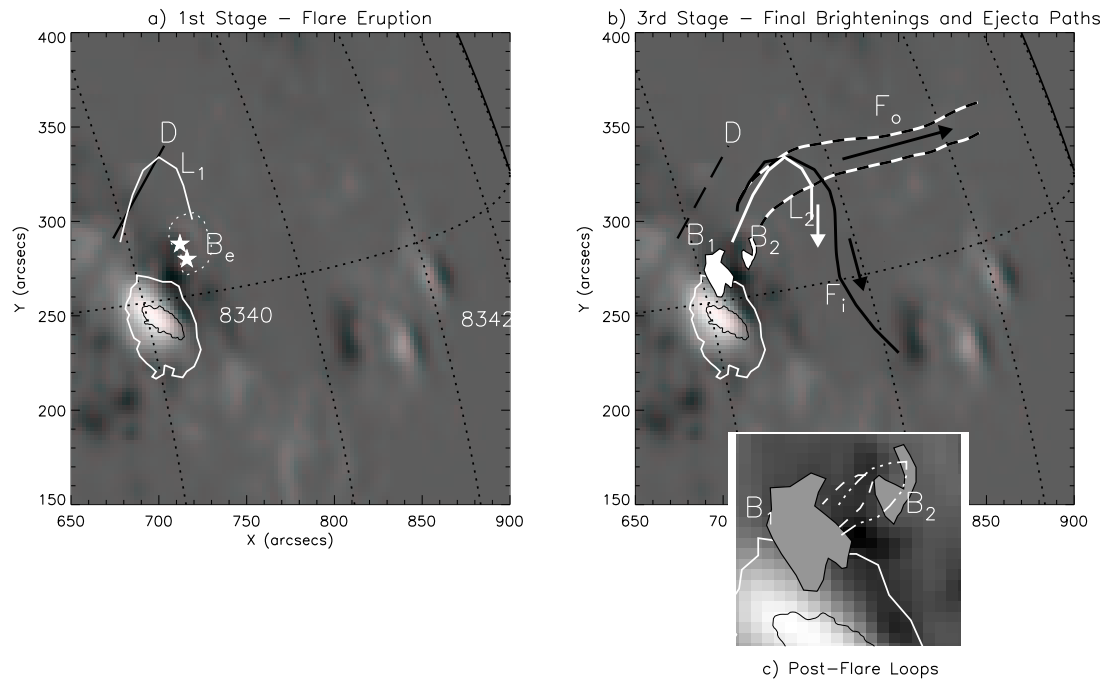 a) 1st Stage – Flare Eruption
400
350
300
250
200
150
Y (arcsecs)
650
700
750
800
850
900
X (arcsecs)
D
L1
Be
8340
8342
b) 3rd Stage – Final Brightenings and Ejecta Paths
400
350
300
250
200
150
Y (arcsecs)
650
70
850
900
D
Fo
B1
B2
L2
Fi
B1
B2
c) Post–Flare Loops